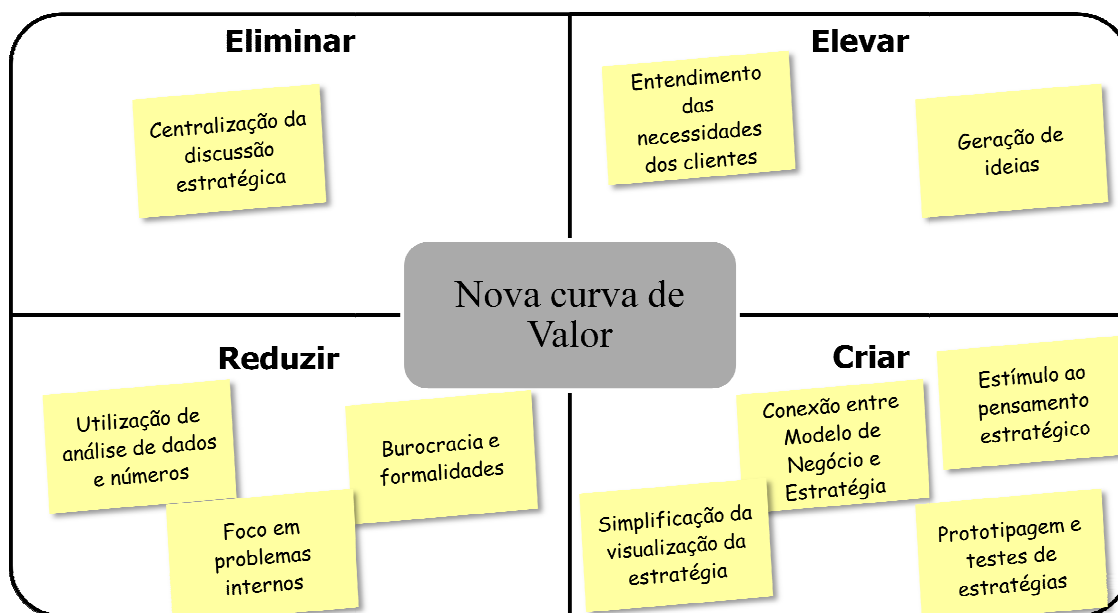 Eliminar
Centralização da
discussão
estratégica
Elevar
Entendimento
das
necessidades
dos clientes
Geração de
ideias
Nova curva de
Valor
Reduzir
Utilização de
análise de dados
e números
Burocracia e
formalidades
Foco em
problemas
internos
Criar
Conexão entre
Modelo de
Negócio e
Estratégia
Estímulo ao
pensamento
estratégico
Simplificação da
visualização da
estratégia
Prototipagem e
testes de
estratégias